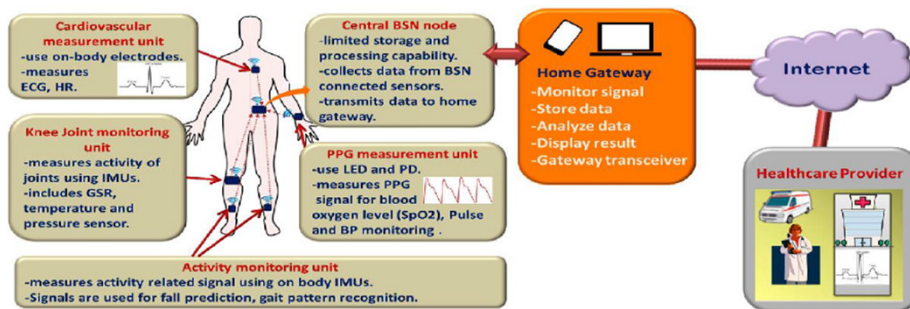 Cardiovascular
measurement unit
-use on-body electrodes.
-measures
ECG, HR.
Central BSN node
-limited storage and
processing capability.
-collects data from BSN
connected sensors.
-transmits data to home
gateway.
Home Gateway
-Monitor signal
-Store data
-Analyze data
-Display result
-Gateway transceiver
Internet
Knee Joint monitoring
unit
-measures activity of
joints using IMUs.
-includes GSR,
temperature and
pressure sensor.
PPG measurement unit
-use LED and PD.
-measures PPG
signal for blood
oxygen level (SpO2), Pulse
and BP monitoring .
Healthcare Provider
Activity monitoring unit
-measures activity related signal using on body IMUs.
-Signals are used for fall prediction, gait pattern recognition.